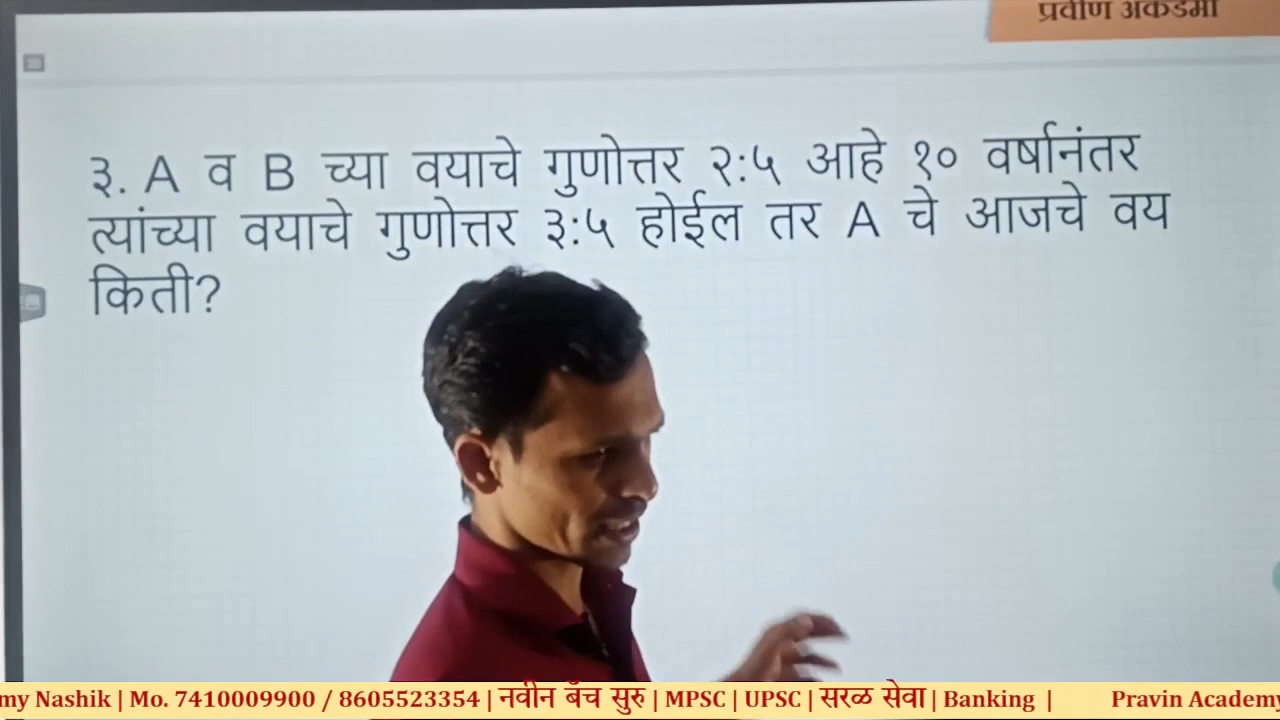 प्रवीण अकॅडमी
३. A व B च्या वयाचे गुणोत्तर २:५ आहे १० वर्षानंतर
त्यांच्या वयाचे गुणोत्तर ३:५ होईल तर A चे आजचे वय
किती?
my Nashik | Mo. 7410009900 / 8605523354 | नवीन बॅच सुरु | MPSC | UPSC | सरळ सेवा | Banking | Pravin Academy